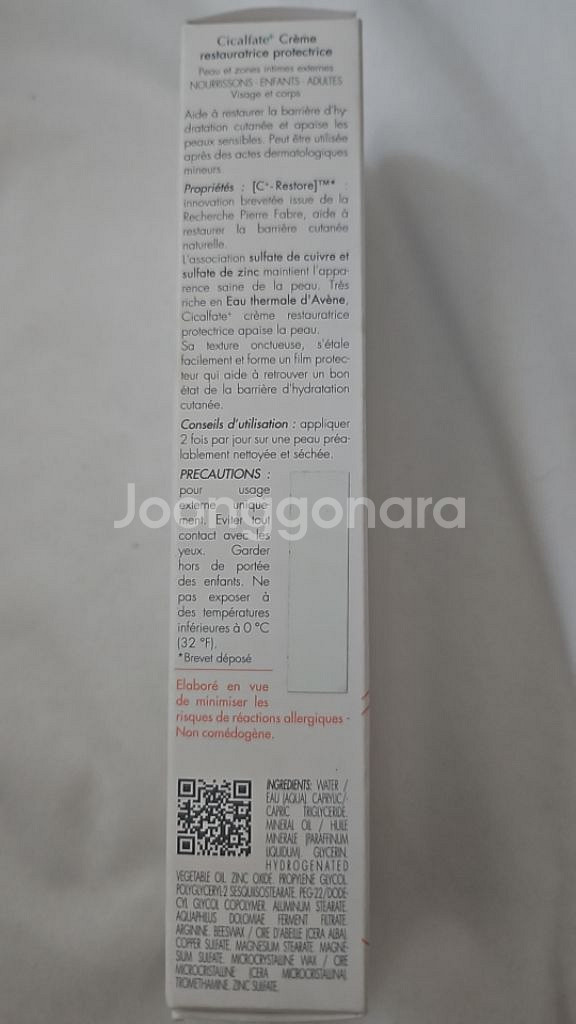 Cicalfate+ Crème
restauratrice protectrice
Peau et zones intimes externes
NOURRISSONS - ENFANTS - ADULTES
Visage et corps
Aide à restaurer la barrière d'hy-
dratation cutanée et apaise les
peaux sensibles. Peut être utilisée
après des actes dermatologiques
mineurs.
Propriétés : [C+-Restore]™* :
innovation brevetée issue de la
Recherche Pierre Fabre, aide à
restaurer la barrière cutanée
naturelle.
L'association sulfate de cuivre et
sulfate de zinc maintient l'appa-
rence saine de la peau. Très
riche en Eau thermale d'Avène,
Cicalfate+ crème restauratrice
protectrice apaise la peau.
Sa texture onctueuse, s'étale
facilement et forme un film protec-
teur qui aide à retrouver un bon
état de la barrière d'hydratation
cutanée.
Conseils d'utilisation : appliquer
2 fois par jour sur une peau préa-
lablement nettoyée et séchée.
PRECAUTIONS :
pour usage
externe unique-
ment. Eviter tout
contact avec les
yeux. Garder
hors de portée
des enfants. Ne
pas exposer à
des températures
inférieures à 0 °C
(32 °F).
*Brevet déposé
Joonggonara
Elaboré en vue
de minimiser les
risques de réactions allergiques -
Non comédogène.
INGREDIENTS: WATER /
EAU (AQUA). CAPRYLIC/
CAPRIC TRIGLYCERIDE.
MINERAL OIL / HUILE
MINERALE (PARAFFINUM
LIQUIDUM). GLYCERIN.
HYDROGENATED
VEGETABLE OIL. ZINC OXIDE. PROPYLENE GLYCOL.
POLYGLYCERYL-2 SESQUIISOSTEARATE. PEG-22/DODE-
CYL GLYCOL COPOLYMER. ALUMINUM STEARATE.
AQUAPHILUS DOLOMIAE FERMENT FILTRATE.
ARGININE. BEESWAX / CIRE D'ABEILLE (CERA ALBA).
COPPER SULFATE. MAGNESIUM STEARATE. MAGNE-
SIUM SULFATE. MICROCRYSTALLINE WAX / CIRE
MICROCRISTALLINE (CERA MICROCRISTALLINA).
TROMETHAMINE. ZINC SULFATE.